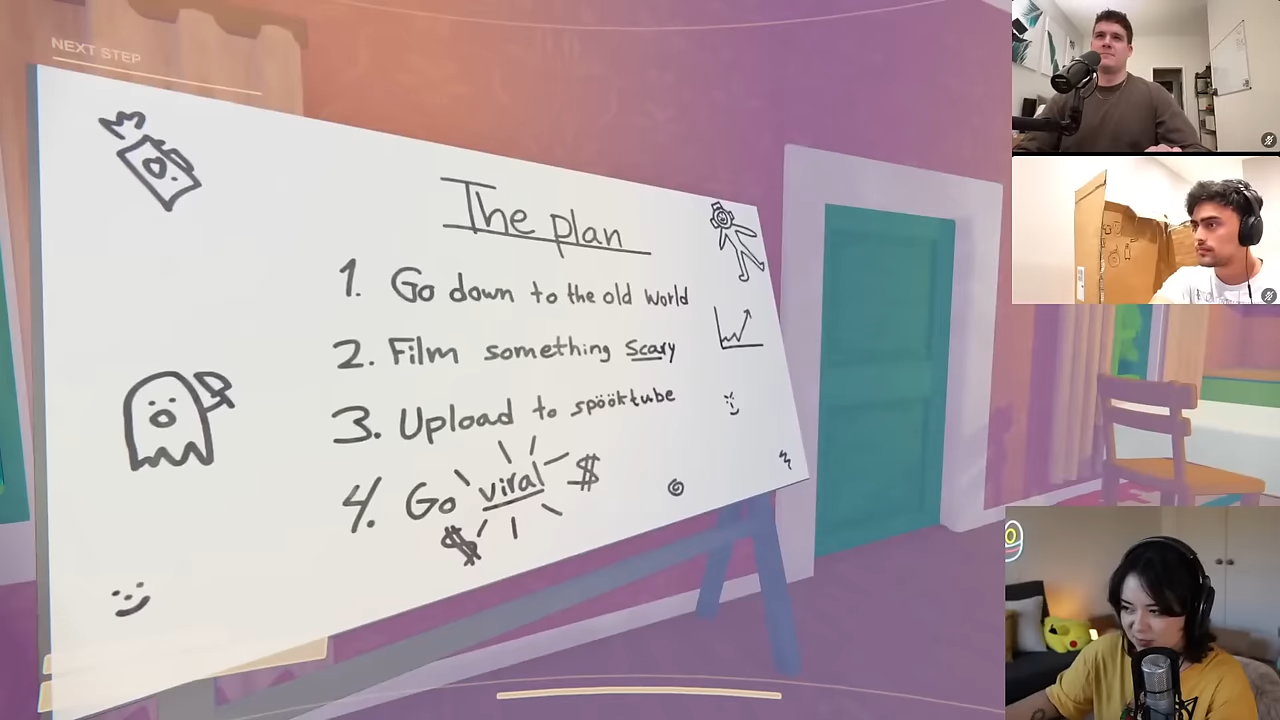 NEXT STEP
The plan
1. Go down to the old world
2. Film something scary
3. Upload to spööktube
4. Go viral $
$